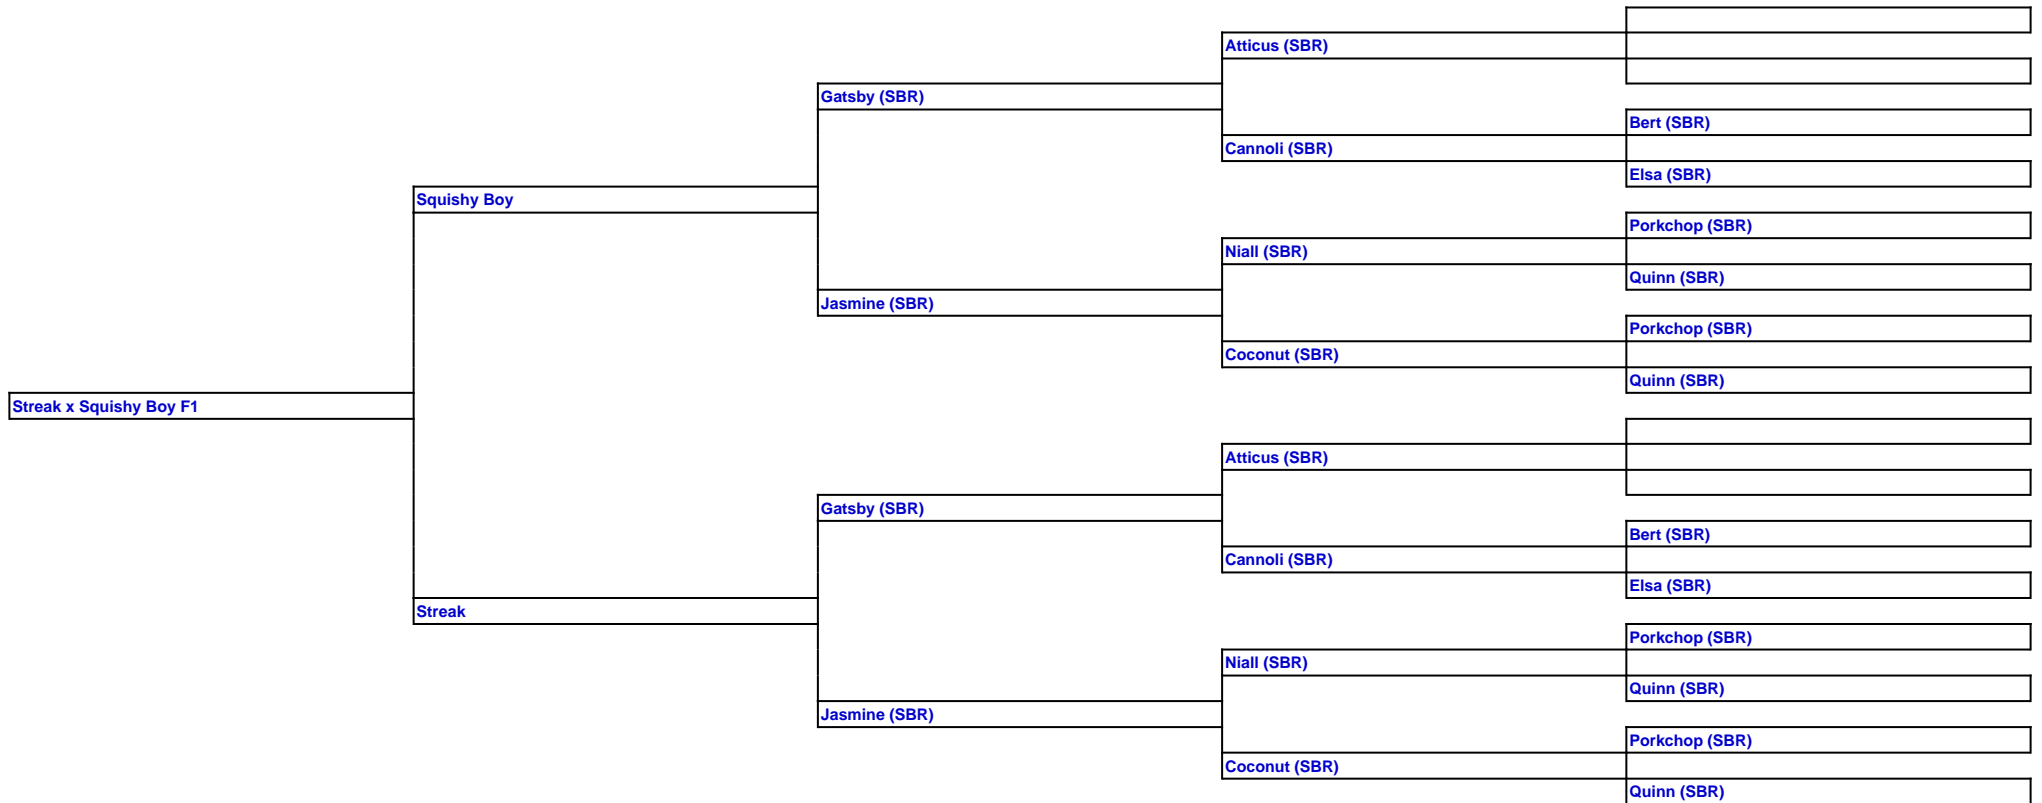 Atticus (SBR)
Gatsby (SBR)
Bert (SBR)
Cannoli (SBR)
Elsa (SBR)
Squishy Boy
Porkchop (SBR)
Niall (SBR)
Quinn (SBR)
Jasmine (SBR)
Porkchop (SBR)
Coconut (SBR)
Quinn (SBR)
Streak x Squishy Boy F1
Atticus (SBR)
Gatsby (SBR)
Bert (SBR)
Cannoli (SBR)
Elsa (SBR)
Streak
Porkchop (SBR)
Niall (SBR)
Quinn (SBR)
Jasmine (SBR)
Porkchop (SBR)
Coconut (SBR)
Quinn (SBR)